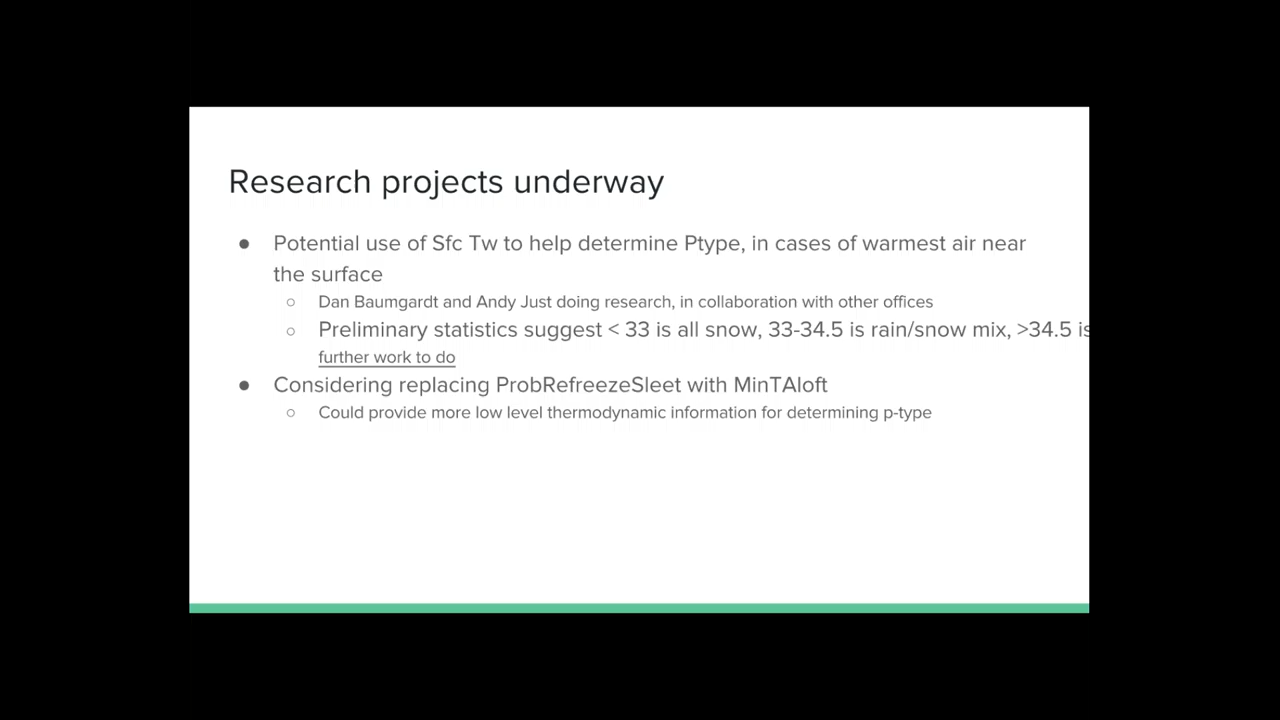 Research projects underway
● Potential use of Sfc Tw to help determine Ptype, in cases of warmest air near
the surface
○ Dan Baumgardt and Andy Just doing research, in collaboration with other offices
○ Preliminary statistics suggest < 33 is all snow, 33-34.5 is rain/snow mix, >34.5 is
further work to do
● Considering replacing ProbRefreezeSleet with MinTAloft
○ Could provide more low level thermodynamic information for determining p-type